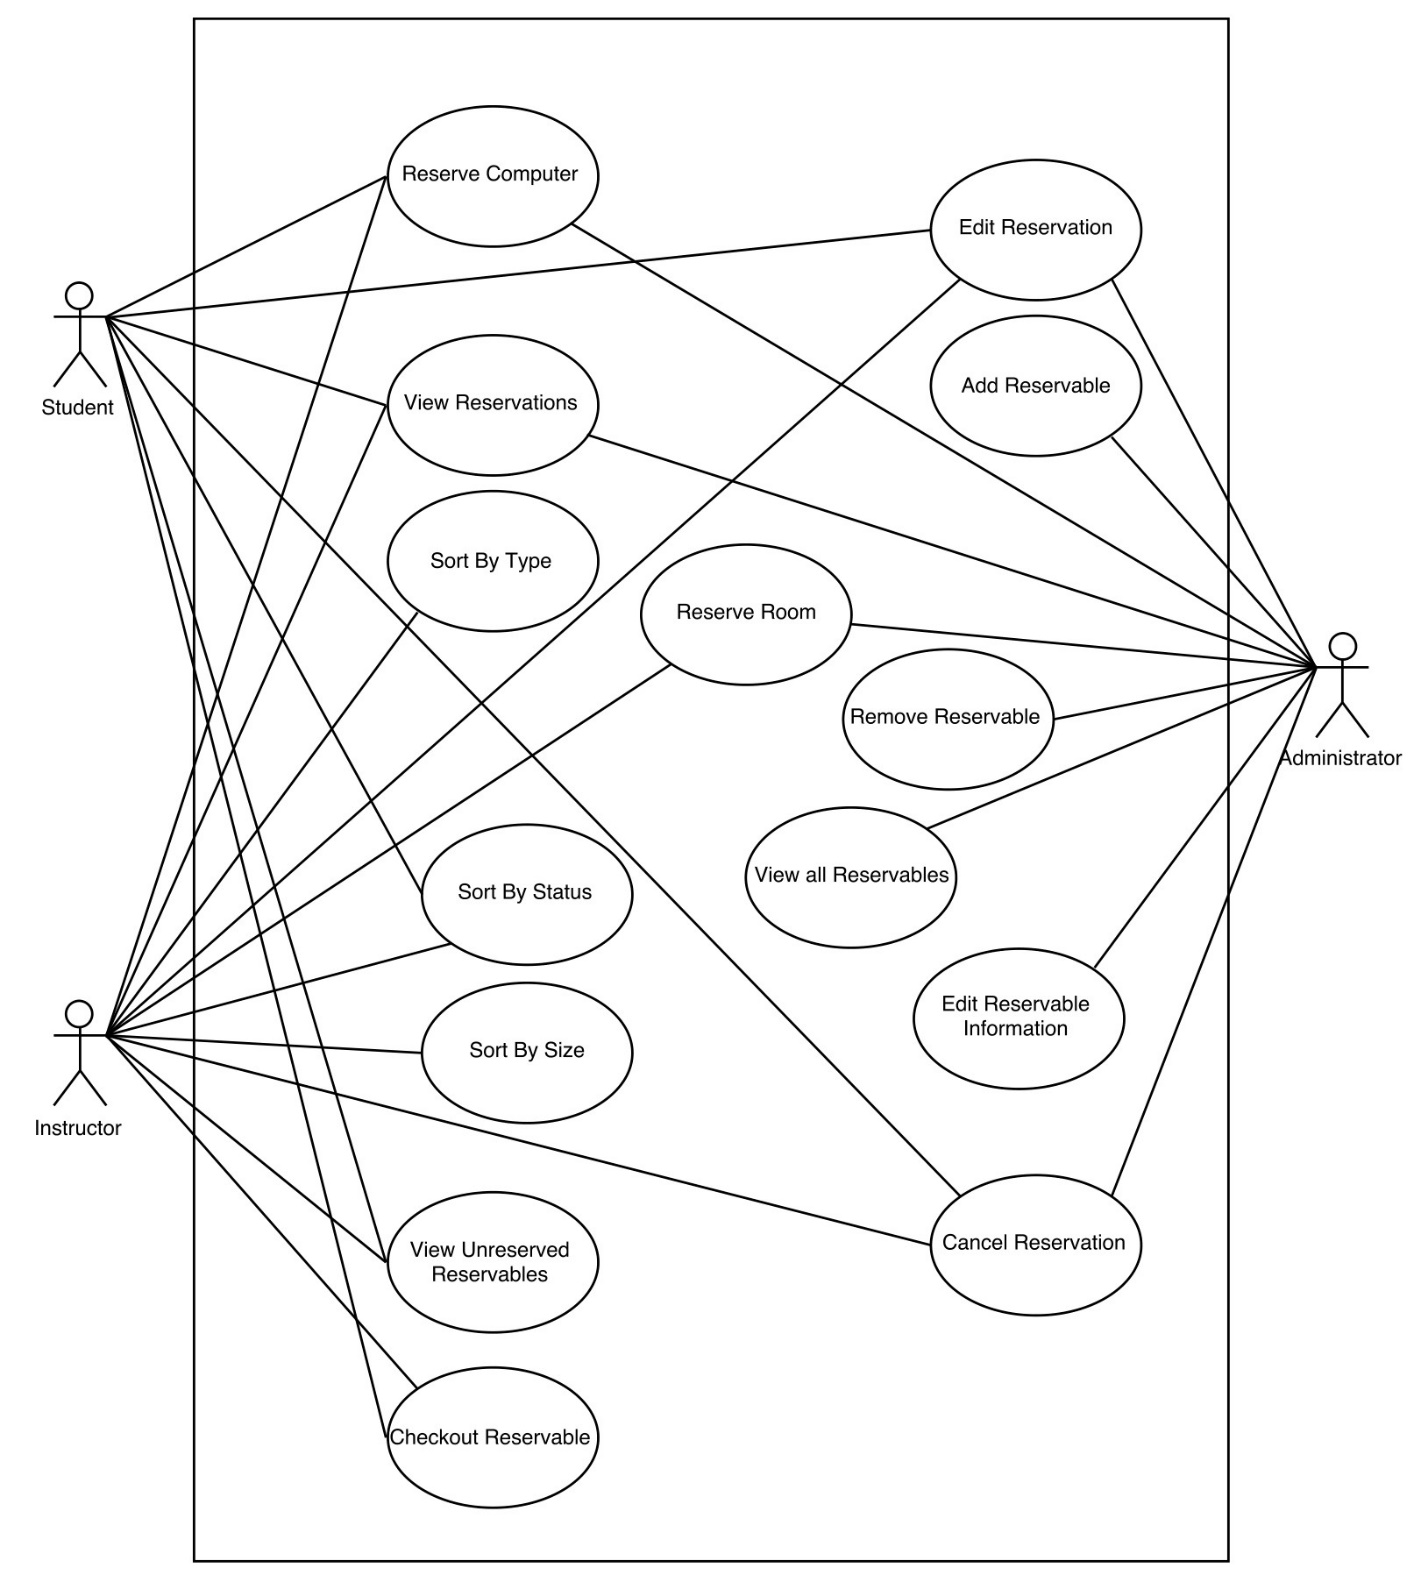 Reserve Computer
Edit Reservation
Add Reservable
Student
View Reservations
Sort By Type
Reserve Room
Remove Reservable
Administrator
View all Reservables
Sort By Status
Edit Reservable
Information
Sort By Size
Instructor
Cancel Reservation
View Unreserved
Reservables
Checkout Reservable